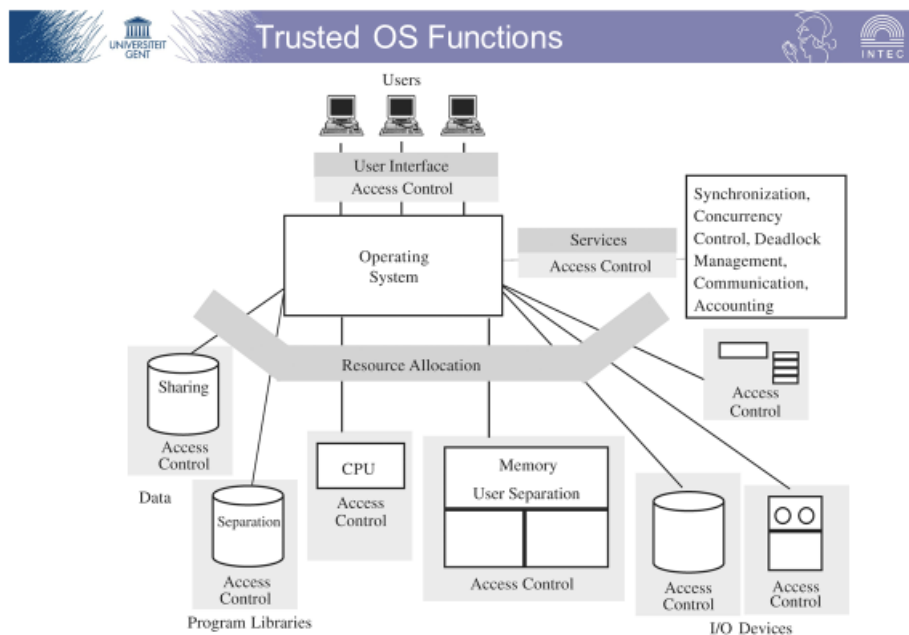 UNIVERSITEIT
GENT
Trusted OS Functions
INTEC
Users
User Interface
Access Control
Operating
System
Services
Access Control
Synchronization,
Concurrency
Control, Deadlock
Management,
Communication,
Accounting
Resource Allocation
Sharing
Access
Control
Data
Separation
Access
Control
Program Libraries
CPU
Access
Control
Memory
User Separation
Access Control
Access
Control
Access
Control
Access
Control
I/O Devices